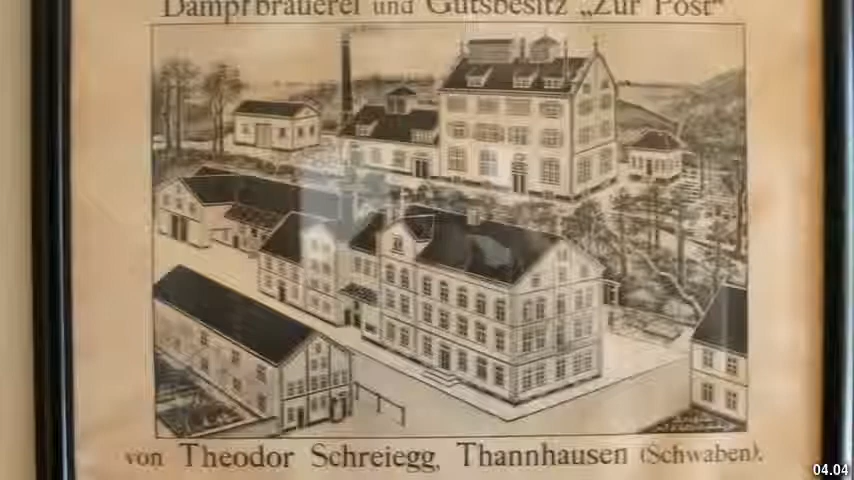 Dampfbrauerei und Gutsbesitz „Zur Post“
von Theodor Schreiegg, Thannhausen (Schwaben).
04.04